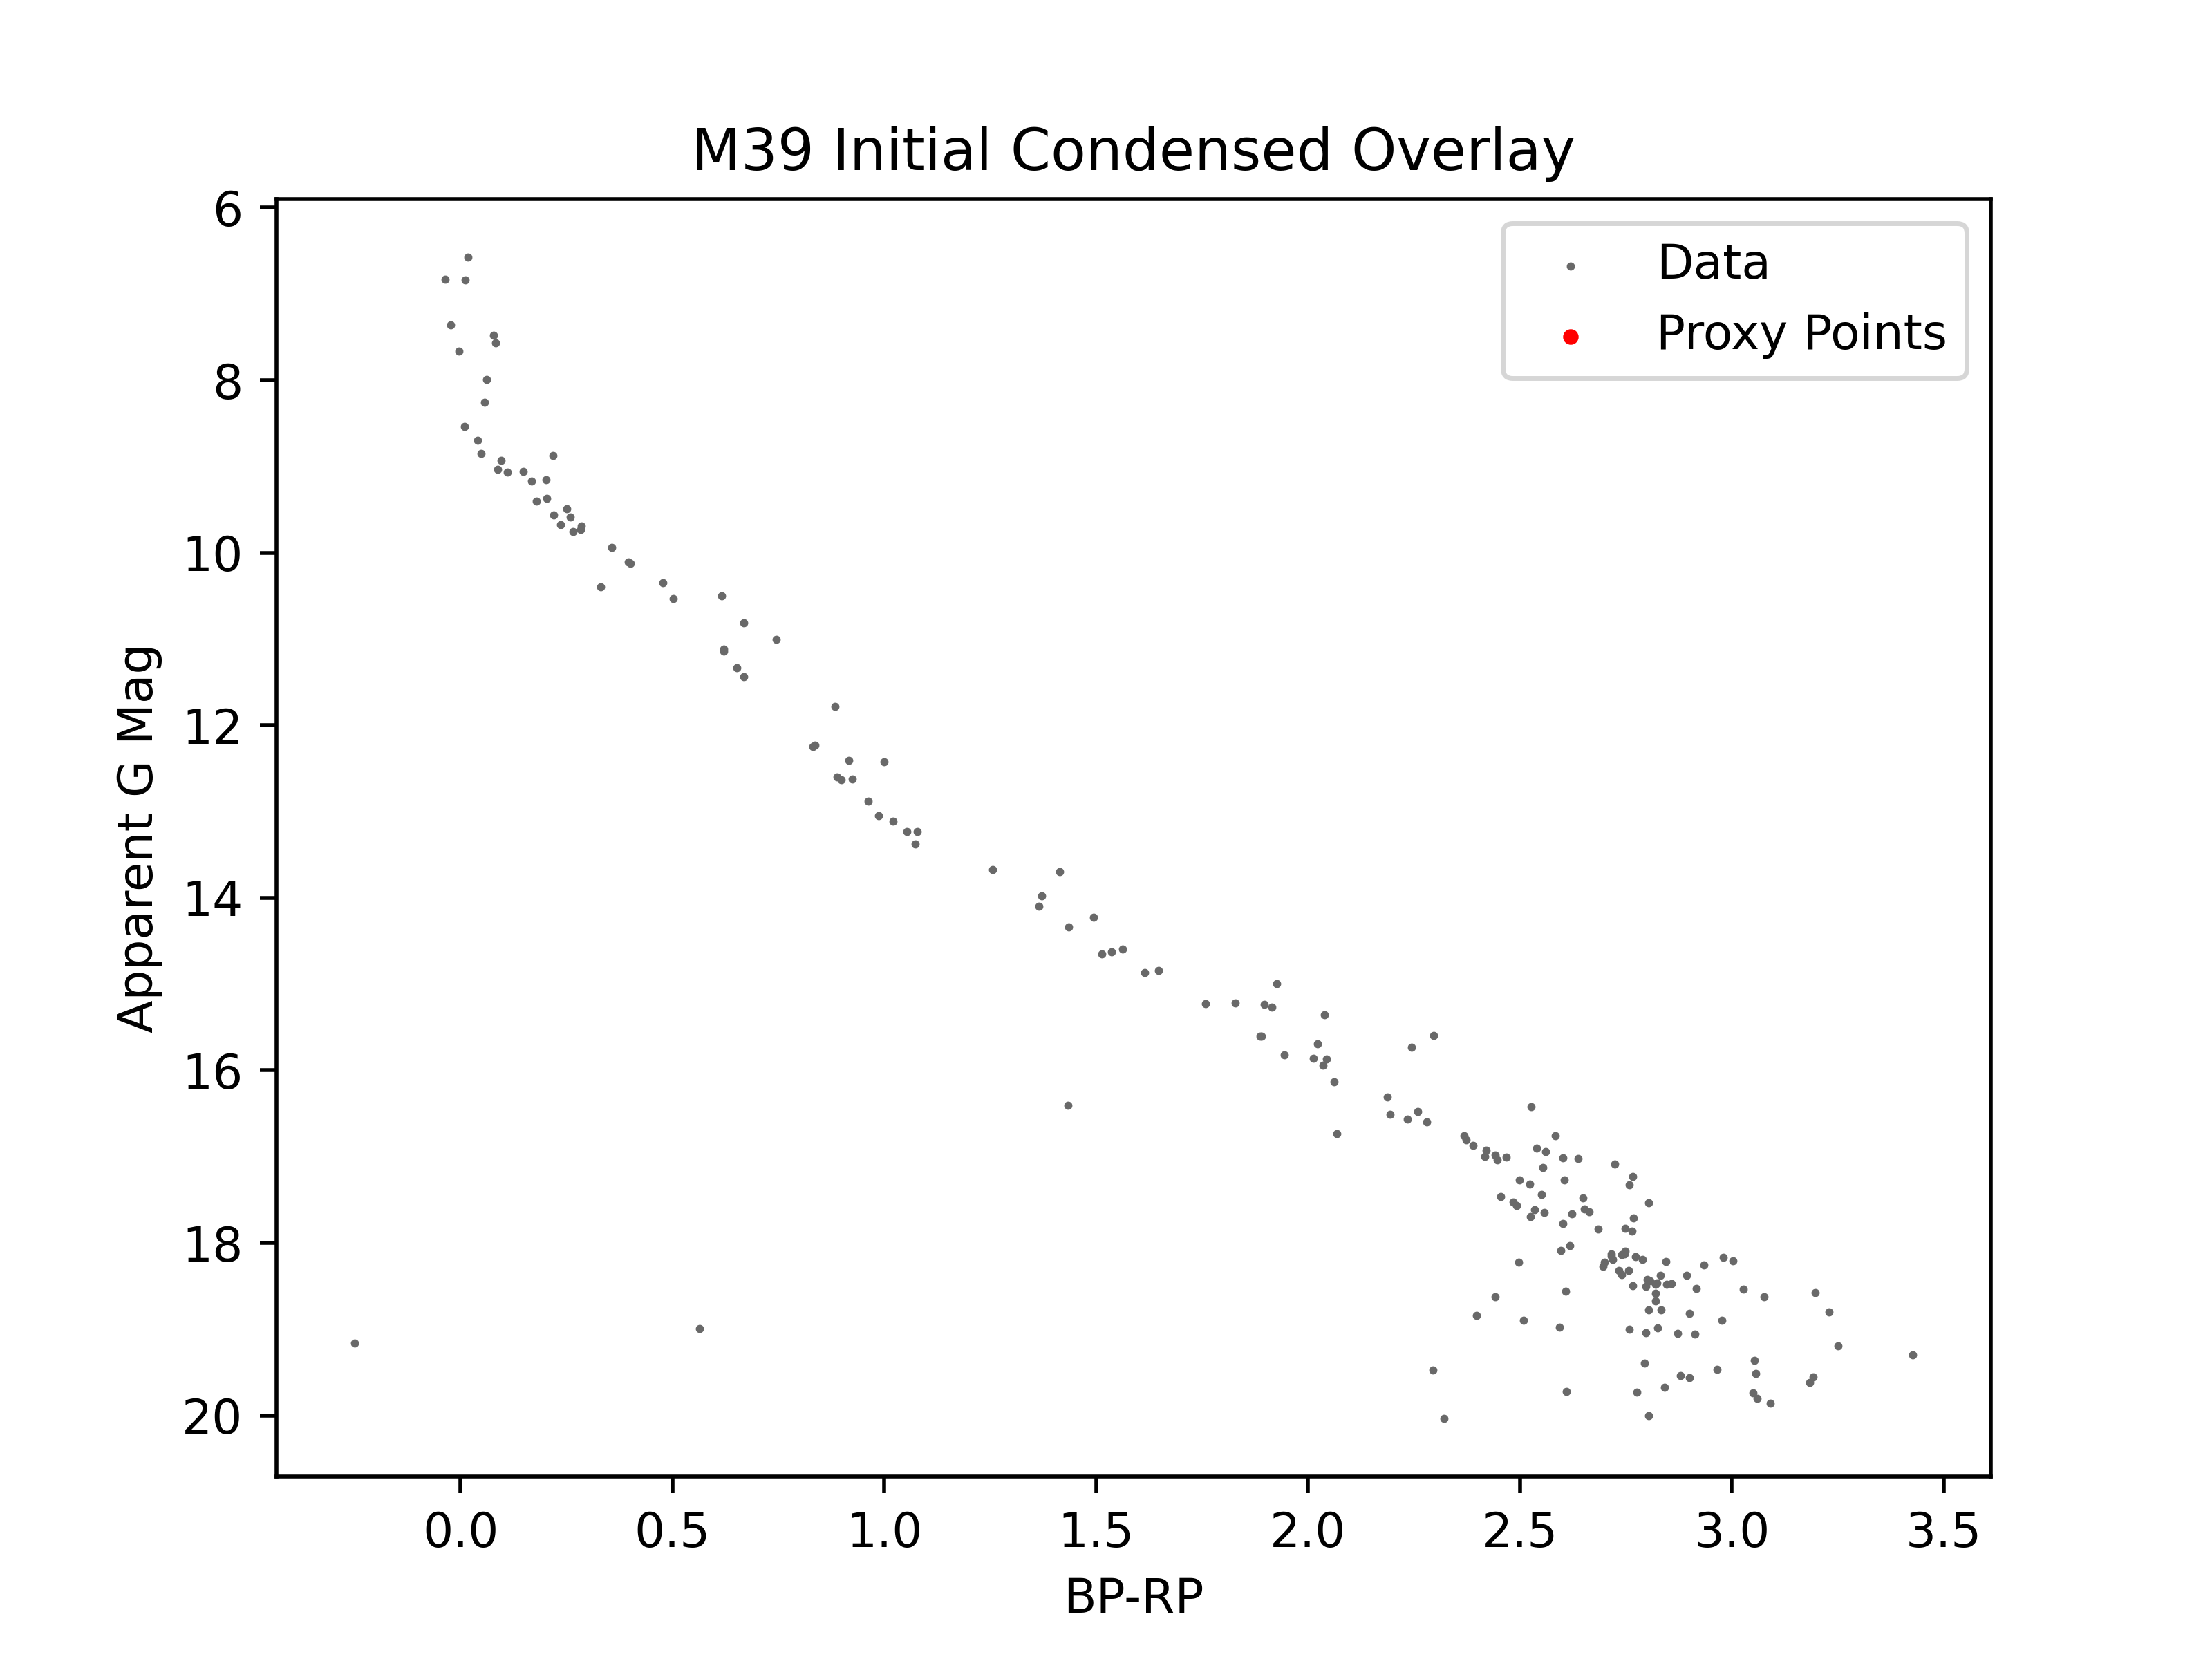 M39 Initial Condensed Overlay
Data
Proxy Points
Apparent G Mag
6
8
10
12
14
16
18
20
0.0 0.5 1.0 1.5 2.0 2.5 3.0 3.5
BP-RP